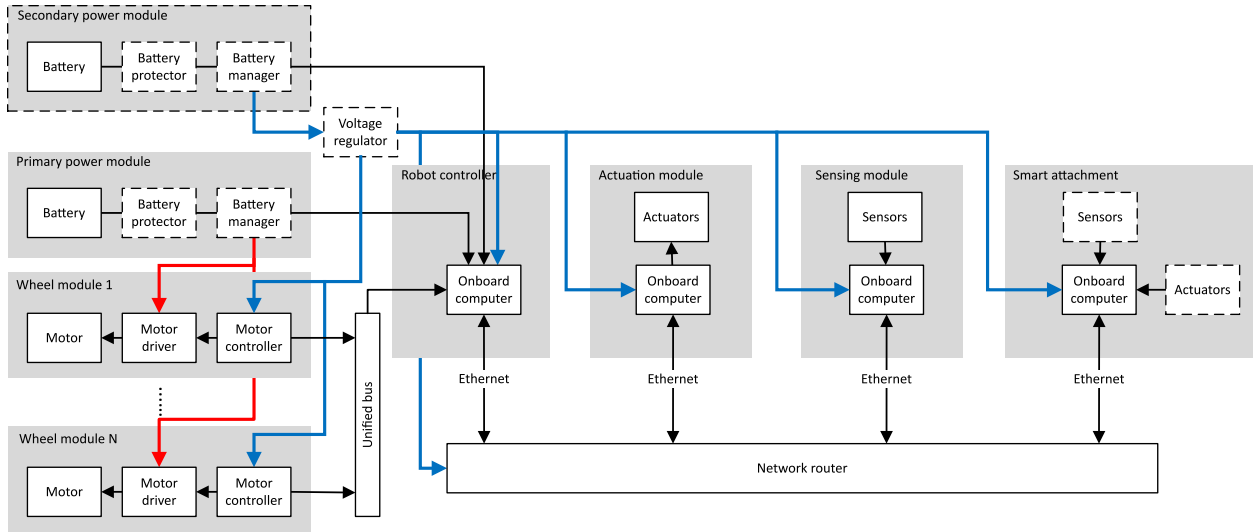 Secondary power module
Battery
Battery
protector
Battery
manager
Voltage
regulator
Primary power module
Battery
Battery
protector
Battery
manager
Robot controller
Onboard
computer
Actuation module
Actuators
Onboard
computer
Sensing module
Sensors
Onboard
computer
Smart attachment
Sensors
Onboard
computer
Actuators
Wheel module 1
Motor
Motor
driver
Motor
controller
Unified bus
Ethernet
Ethernet
Ethernet
Ethernet
Wheel module N
Motor
Motor
driver
Motor
controller
Network router